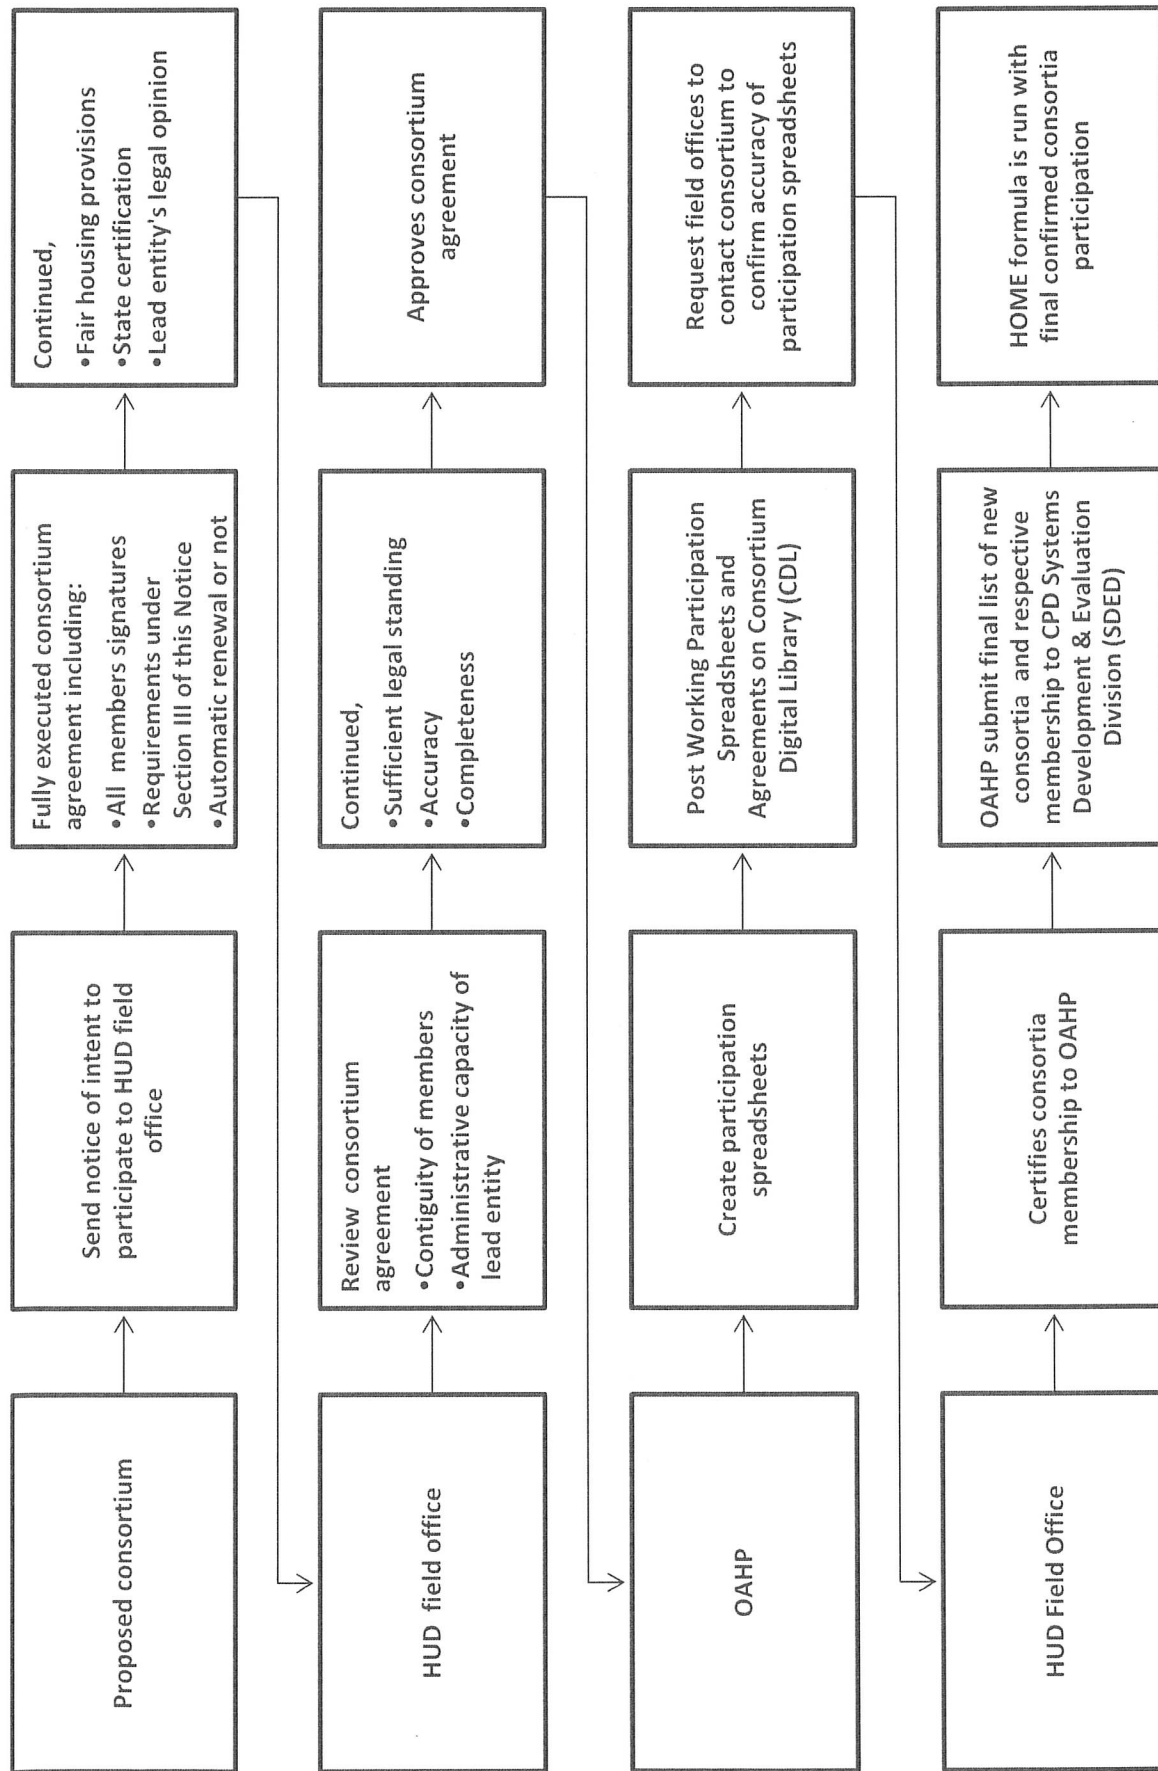 Proposed consortium
Send notice of intent to
participate to HUD field
office
Fully executed consortium
agreement including:
•All members signatures
•Requirements under
Section III of this Notice
•Automatic renewal or not
Continued,
•Fair housing provisions
•State certification
•Lead entity's legal opinion
HUD field office
Review consortium
agreement
•Contiguity of members
•Administrative capacity of
lead entity
Continued,
•Sufficient legal standing
•Accuracy
•Completeness
Approves consortium
agreement
OAHP
Create participation
spreadsheets
Post Working Participation
Spreadsheets and
Agreements on Consortium
Digital Library (CDL)
Request field offices to
contact consortium to
confirm accuracy of
participation spreadsheets
HUD Field Office
Certifies consortia
membership to OAHP
OAHP submit final list of new
consortia and respective
membership to CPD Systems
Development & Evaluation
Division (SDED)
HOME formula is run with
final confirmed consortia
participation